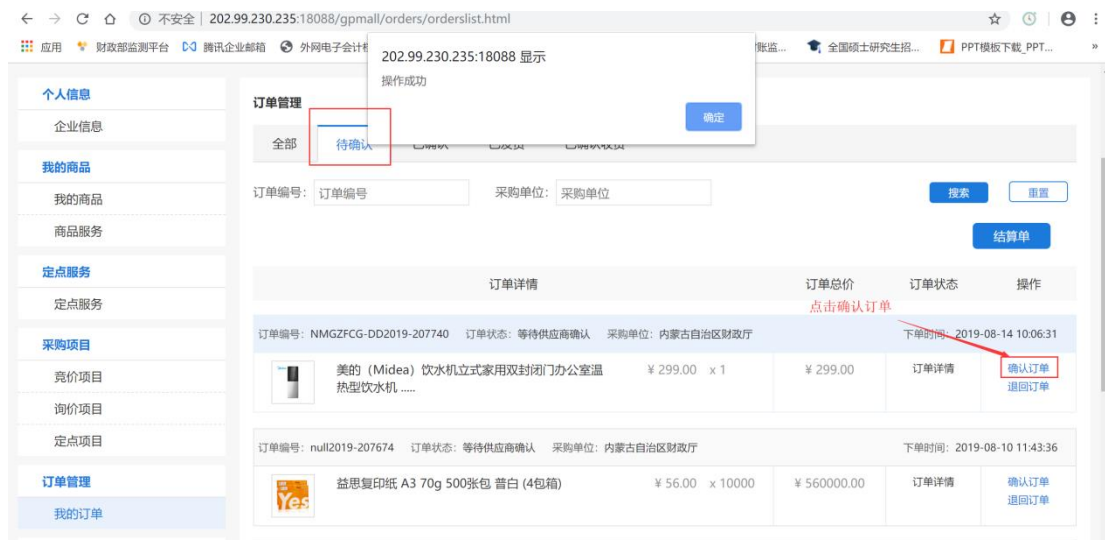 不安全 | 202.99.230.235:18088/gpmall/orders/orderslist.html
应用 财政部监测平台 腾讯企业邮箱 外网电子会计 账监... 全国硕士研究生招... PPT模板下载_PPT... »
202.99.230.235:18088 显示
操作成功
确定
个人信息
企业信息
我的商品
我的商品
商品服务
定点服务
定点服务
采购项目
竞价项目
询价项目
定点项目
订单管理
我的订单
订单管理
全部 待确认 已确认 已发货 已确认收货
订单编号: 订单编号 采购单位: 采购单位 搜索 重置
结算单
订单详情 订单总价 订单状态 操作
点击确认订单
订单编号: NMGZFCG-DD2019-207740 订单状态: 等待供应商确认 采购单位: 内蒙古自治区财政厅 下单时间: 2019-08-14 10:06:31
美的（Midea）饮水机立式家用双封闭门办公室温 ¥ 299.00 x 1 ¥ 299.00 订单详情 确认订单
热型饮水机 ..... 退回订单
订单编号: null2019-207674 订单状态: 等待供应商确认 采购单位: 内蒙古自治区财政厅 下单时间: 2019-08-10 11:43:36
Yes 益思复印纸 A3 70g 500张包 普白 (4包箱) ¥ 56.00 x 10000 ¥ 560000.00 订单详情 确认订单
退回订单